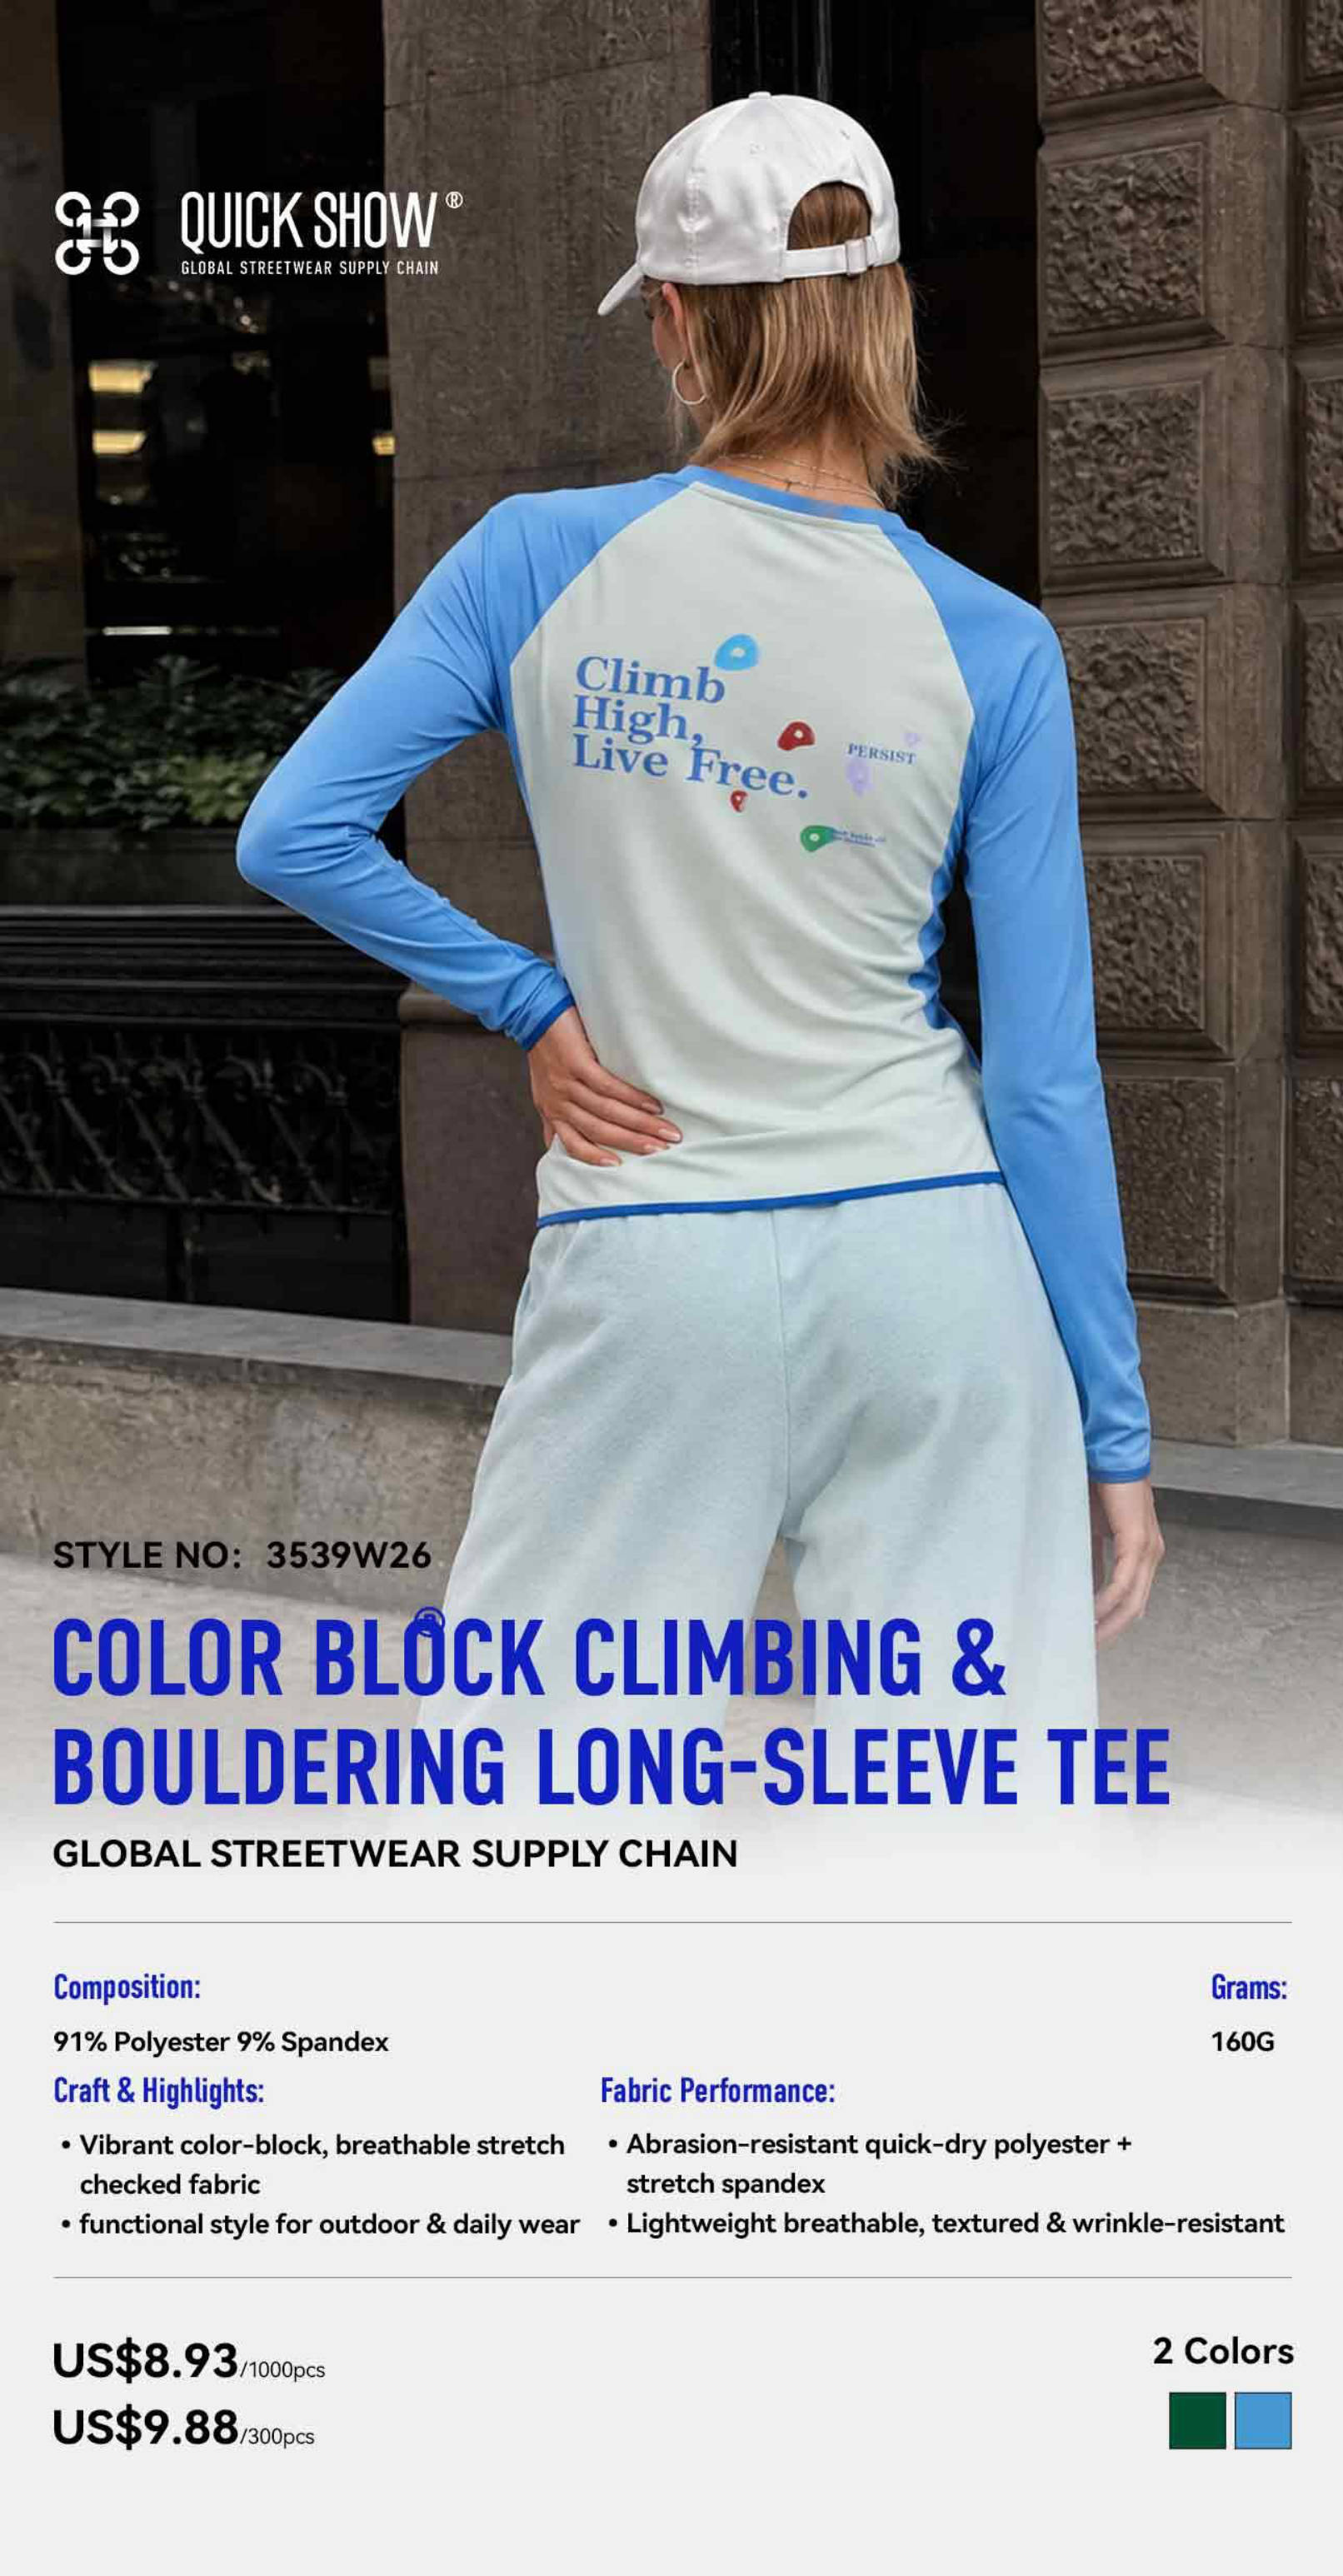 QUICK SHOW®
GLOBAL STREETWEAR SUPPLY CHAIN
Climb
High,
Live Free.
PERSIST
STYLE NO: 3539W26
COLOR BLOCK CLIMBING &
BOULDERING LONG-SLEEVE TEE
GLOBAL STREETWEAR SUPPLY CHAIN
Composition:
Grams:
91% Polyester 9% Spandex
160G
Craft & Highlights:
• Vibrant color-block, breathable stretch
checked fabric
• functional style for outdoor & daily wear
Fabric Performance:
• Abrasion-resistant quick-dry polyester +
stretch spandex
• Lightweight breathable, textured & wrinkle-resistant
US$8.93/1000pcs
US$9.88/300pcs
2 Colors